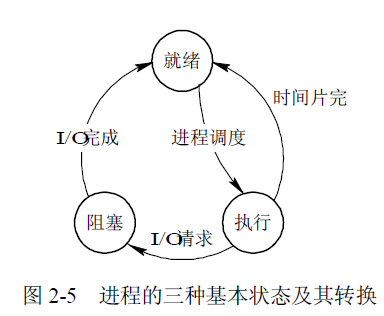 就绪
时间片完
I/O完成
进程调度
阻塞
执行
I/O请求
图 2-5 进程的三种基本状态及其转换